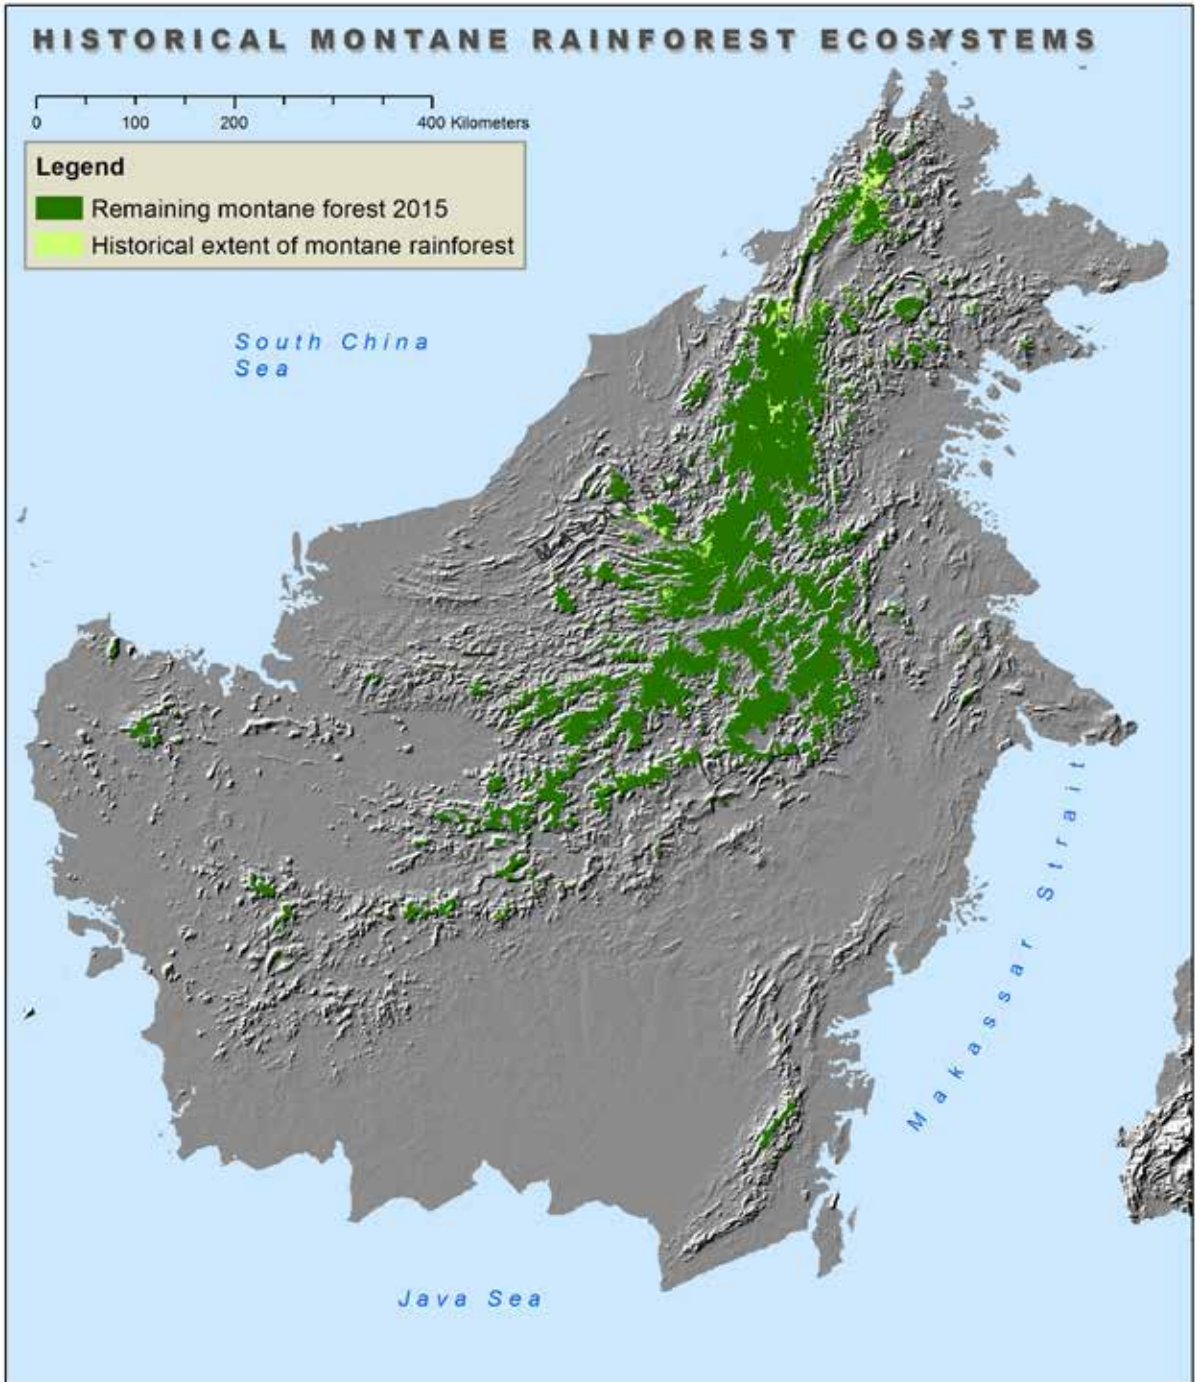 HISTORICAL MONTANE RAINFOREST ECOSYSTEMS
0 100 200 400 Kilometers
Legend
Remaining montane forest 2015
Historical extent of montane rainforest
South China
Sea
Makassar Strait
Java Sea